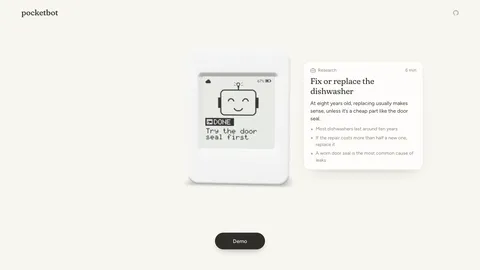 pocketbot
67%
DONE
Try the door
seal first
Research
8 min
Fix or replace the
dishwasher
At eight years old, replacing usually makes
sense, unless it's a cheap part like the door
seal.
Most dishwashers last around ten years
If the repair costs more than half a new one,
replace it
A worn door seal is the most common cause of
leaks
Demo